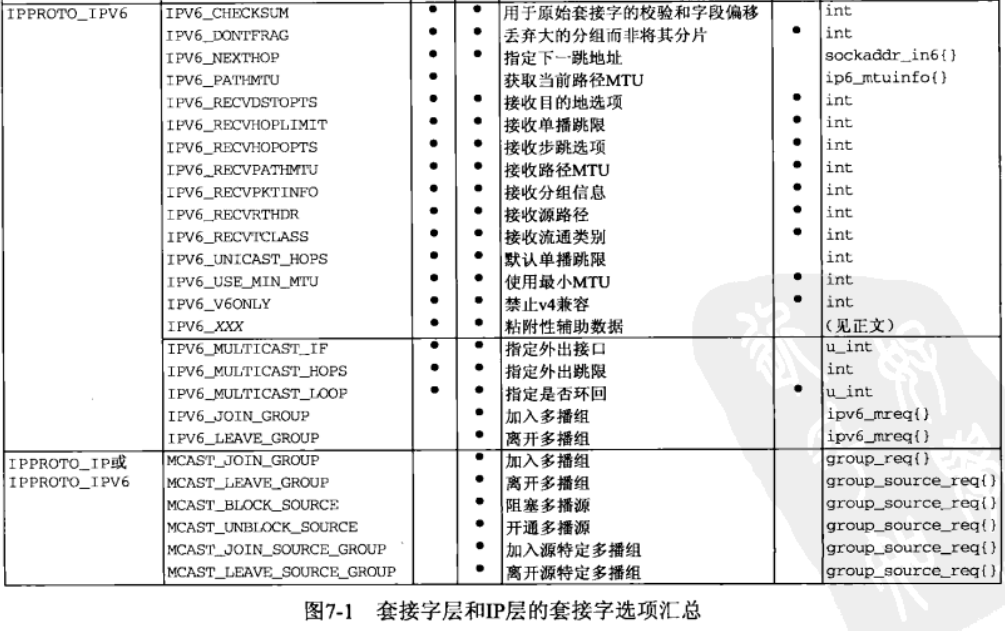 IPPROTO_IPV6 IPV6_CHECKSUM • • 用于原始套接字的校验和字段偏移 int
IPV6_DONTFRAG • • 丢弃大的分组而非将其分片 • int
IPV6_NEXTHOP • • 指定下一跳地址 sockaddr_in6{}
IPV6_PATHMTU • 获取当前路径MTU ip6_mtuinfo{}
IPV6_RECVDSTOPTS • • 接收目的地选项 • int
IPV6_RECVHOPLIMIT • • 接收单播跳限 • int
IPV6_RECVHOPOPTS • • 接收步跳选项 • int
IPV6_RECVPATHMTU • • 接收路径MTU • int
IPV6_RECVPKTINFO • • 接收分组信息 • int
IPV6_RECVRTHDR • • 接收源路径 • int
IPV6_RECVTCLASS • • 接收流通类别 • int
IPV6_UNICAST_HOPS • • 默认单播跳限 int
IPV6_USE_MIN_MTU • • 使用最小MTU • int
IPV6_V6ONLY • • 禁止v4兼容 • int
IPV6_XXX • • 粘附性辅助数据 (见正文)
IPV6_MULTICAST_IF • • 指定外出接口 u_int
IPV6_MULTICAST_HOPS • • 指定外出跳限 int
IPV6_MULTICAST_LOOP • • 指定是否环回 • u_int
IPV6_JOIN_GROUP • 加入多播组 ipv6_mreq{}
IPV6_LEAVE_GROUP • 离开多播组 ipv6_mreq{}
IPPROTO_IP或 MCAST_JOIN_GROUP • 加入多播组 group_req{}
IPPROTO_IPV6 MCAST_LEAVE_GROUP • 离开多播组 group_source_req{}
MCAST_BLOCK_SOURCE • 阻塞多播源 group_source_req{}
MCAST_UNBLOCK_SOURCE • 开通多播源 group_source_req{}
MCAST_JOIN_SOURCE_GROUP • 加入源特定多播组 group_source_req{}
MCAST_LEAVE_SOURCE_GROUP • 离开源特定多播组 group_source_req{}
图7-1 套接字层和IP层的套接字选项汇总